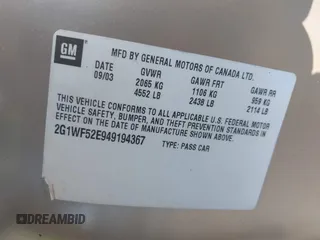 GM
MFD BY GENERAL MOTORS OF CANADA LTD.
DATE GVWR GAWR FRT GAWR RR
09/03 2065 KG 1106 KG 959 KG
4552 LB 2438 LB 2114 LB
THIS VEHICLE CONFORMS TO ALL APPLICABLE U.S. FEDERAL MOTOR
VEHICLE SAFETY, BUMPER, AND THEFT PREVENTION STANDARDS IN
EFFECT ON THE DATE OF MANUFACTURE SHOWN ABOVE.
2G1WF52E949194367 TYPE: PASS CAR
DREAMBID